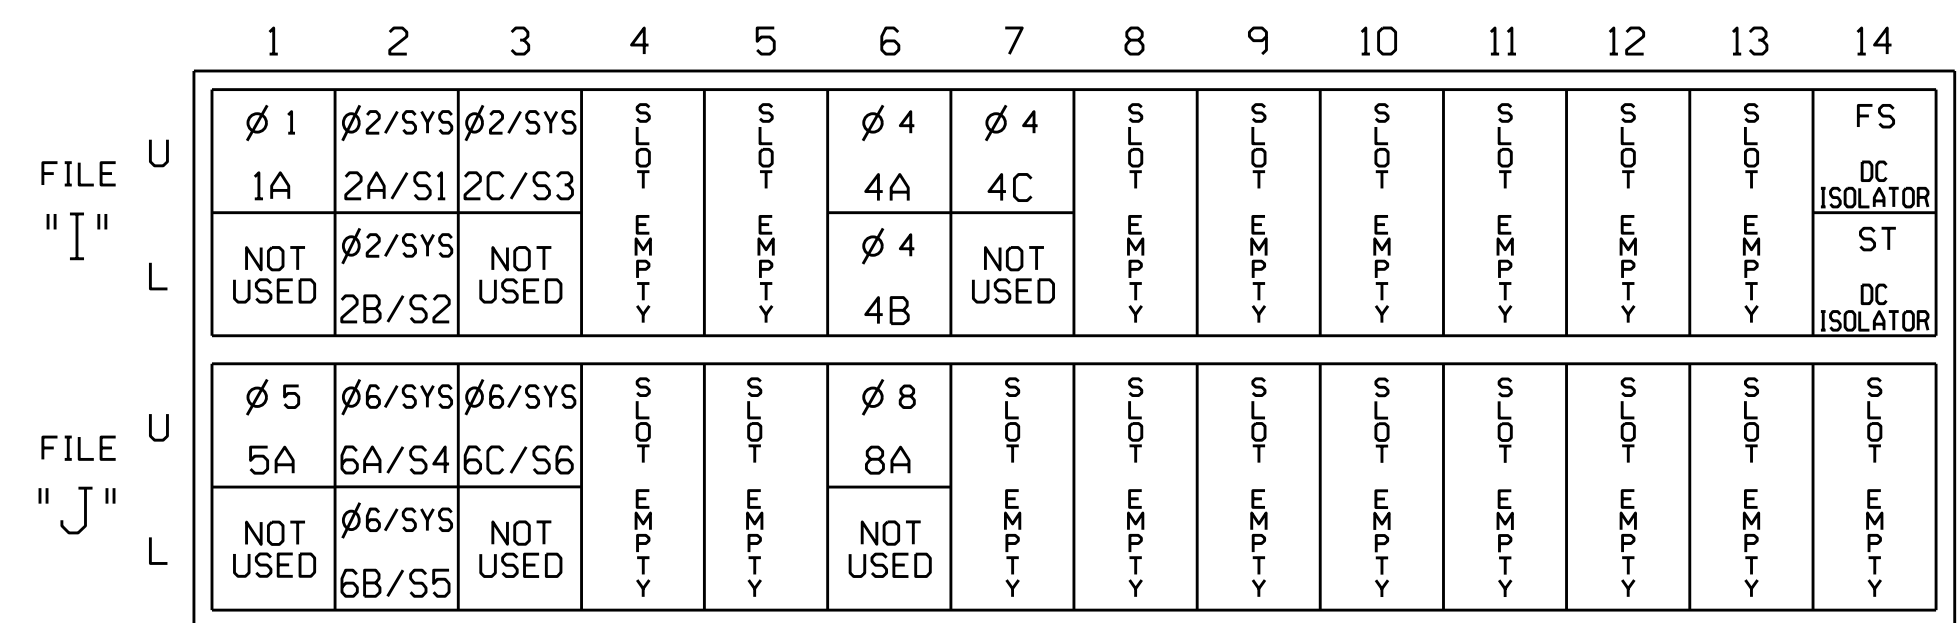 1 2 3 4 5 6 7 8 9 10 11 12 13 14
FILE "I"
U
Ø 1 Ø2/SYS Ø2/SYS SLOT EMPTY SLOT EMPTY Ø 4 Ø 4 SLOT EMPTY SLOT EMPTY SLOT EMPTY SLOT EMPTY SLOT EMPTY SLOT EMPTY FS
1A 2A/S1 2C/S3 4A 4C DC ISOLATOR
L
NOT USED Ø2/SYS NOT USED Ø 4 NOT USED ST
2B/S2 4B DC ISOLATOR
FILE "J"
U
Ø 5 Ø6/SYS Ø6/SYS SLOT EMPTY SLOT EMPTY Ø 8 SLOT EMPTY SLOT EMPTY SLOT EMPTY SLOT EMPTY SLOT EMPTY SLOT EMPTY SLOT EMPTY SLOT EMPTY
5A 6A/S4 6C/S6 8A
L
NOT USED Ø6/SYS NOT USED NOT USED
6B/S5